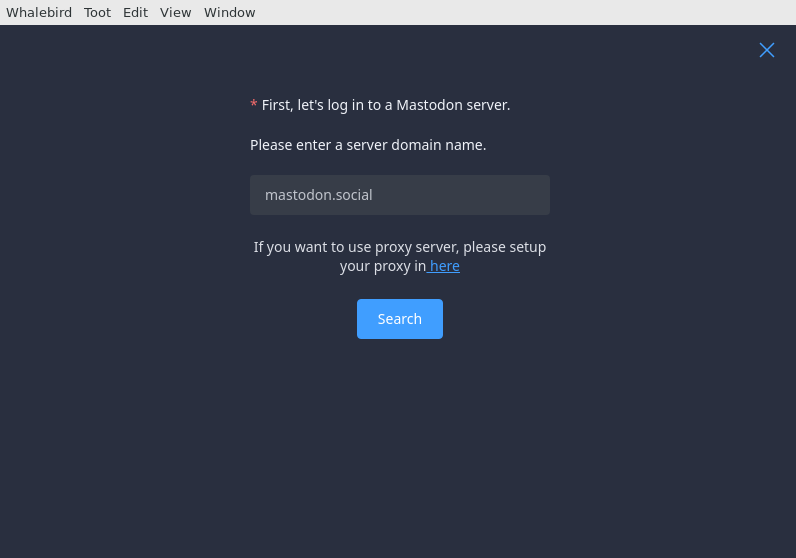 Whalebird Toot Edit View Window
* First, let's log in to a Mastodon server.
Please enter a server domain name.
mastodon.social
If you want to use proxy server, please setup
your proxy in here
Search